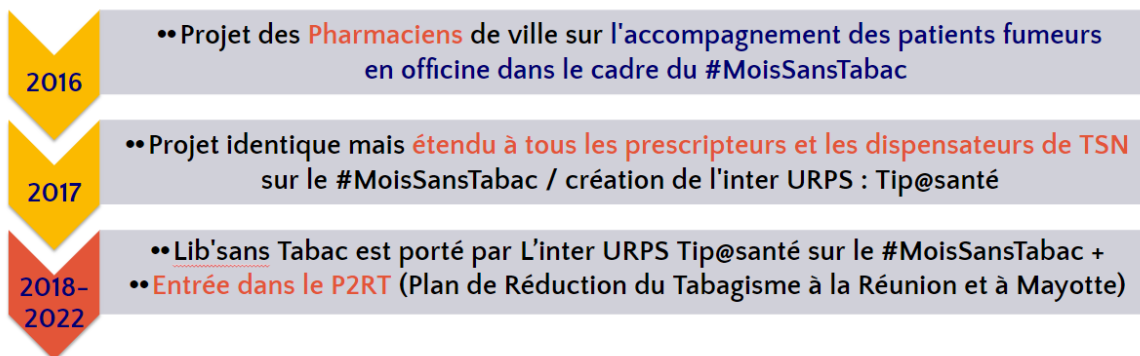 2016
••Projet des Pharmaciens de ville sur l'accompagnement des patients fumeurs
en officine dans le cadre du #MoisSansTabac
2017
••Projet identique mais étendu à tous les prescripteurs et les dispensateurs de TSN
sur le #MoisSansTabac / création de l'inter URPS : Tip@santé
2018-
2022
••Lib'sans Tabac est porté par L’inter URPS Tip@santé sur le #MoisSansTabac +
••Entrée dans le P2RT (Plan de Réduction du Tabagisme à la Réunion et à Mayotte)